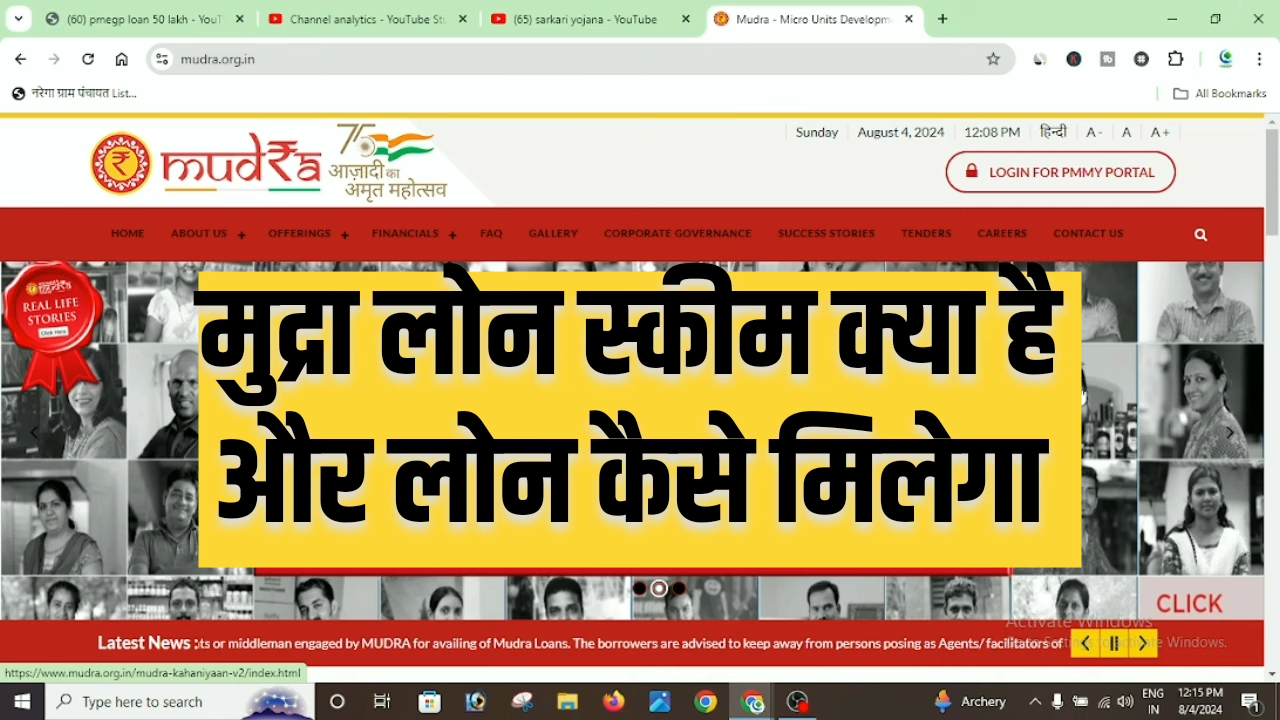 (60) pmegp loan 50 lakh - YouT
Channel analytics - YouTube St
(65) sarkari yojana - YouTube
Mudra - Micro Units Developm
mudra.org.in
नरेगा ग्राम पंचायत List...
All Bookmarks
mudRa
75
आज़ादी का
अमृत महोत्सव
Sunday August 4, 2024 12:08 PM हिन्दी A- A A+
LOGIN FOR PMMY PORTAL
HOME ABOUT US + OFFERINGS + FINANCIALS + FAQ GALLERY CORPORATE GOVERNANCE SUCCESS STORIES TENDERS CAREERS CONTACT US
REAL LIFE
STORIES
Click Here
मुद्रा लोन स्कीम क्या है
और लोन कैसे मिलेगा
CLICK
Activate Windows
Latest News : ts or middleman engaged by MUDRA for availing of Mudra Loans. The borrowers are advised to keep away from persons posing as Agents/ facilitators of
Windows.
https://www.mudra.org.in/mudra-kahaniyaan-v2/index.html
Type here to search
Archery
ENG
IN
12:15 PM
8/4/2024